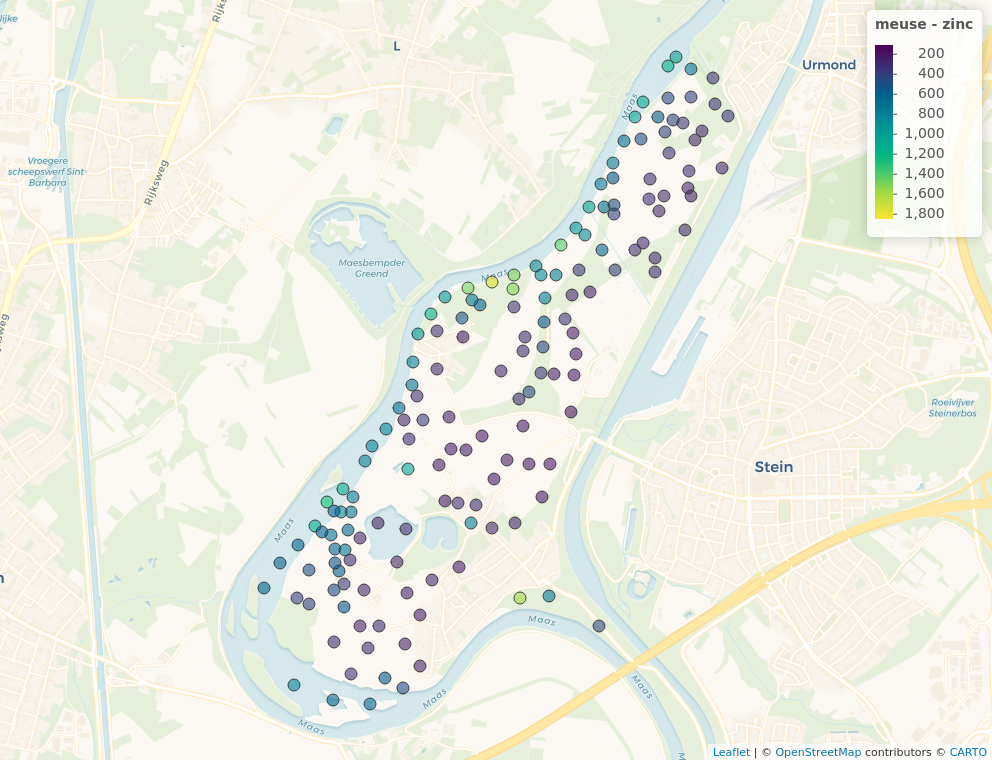 lijke
Rijksweg
L
Maas
Urmond
meuse - zinc
200
400
600
800
1,000
1,200
1,400
1,600
1,800
Vroegere
scheepswerf Sint-
Barbara
Rijksweg
Maesbempder
Greend
Maas
Roeivijver
Steinerbos
Stein
Maas
Maas
Maas
Maas
Maas
Leaflet | © OpenStreetMap contributors © CARTO